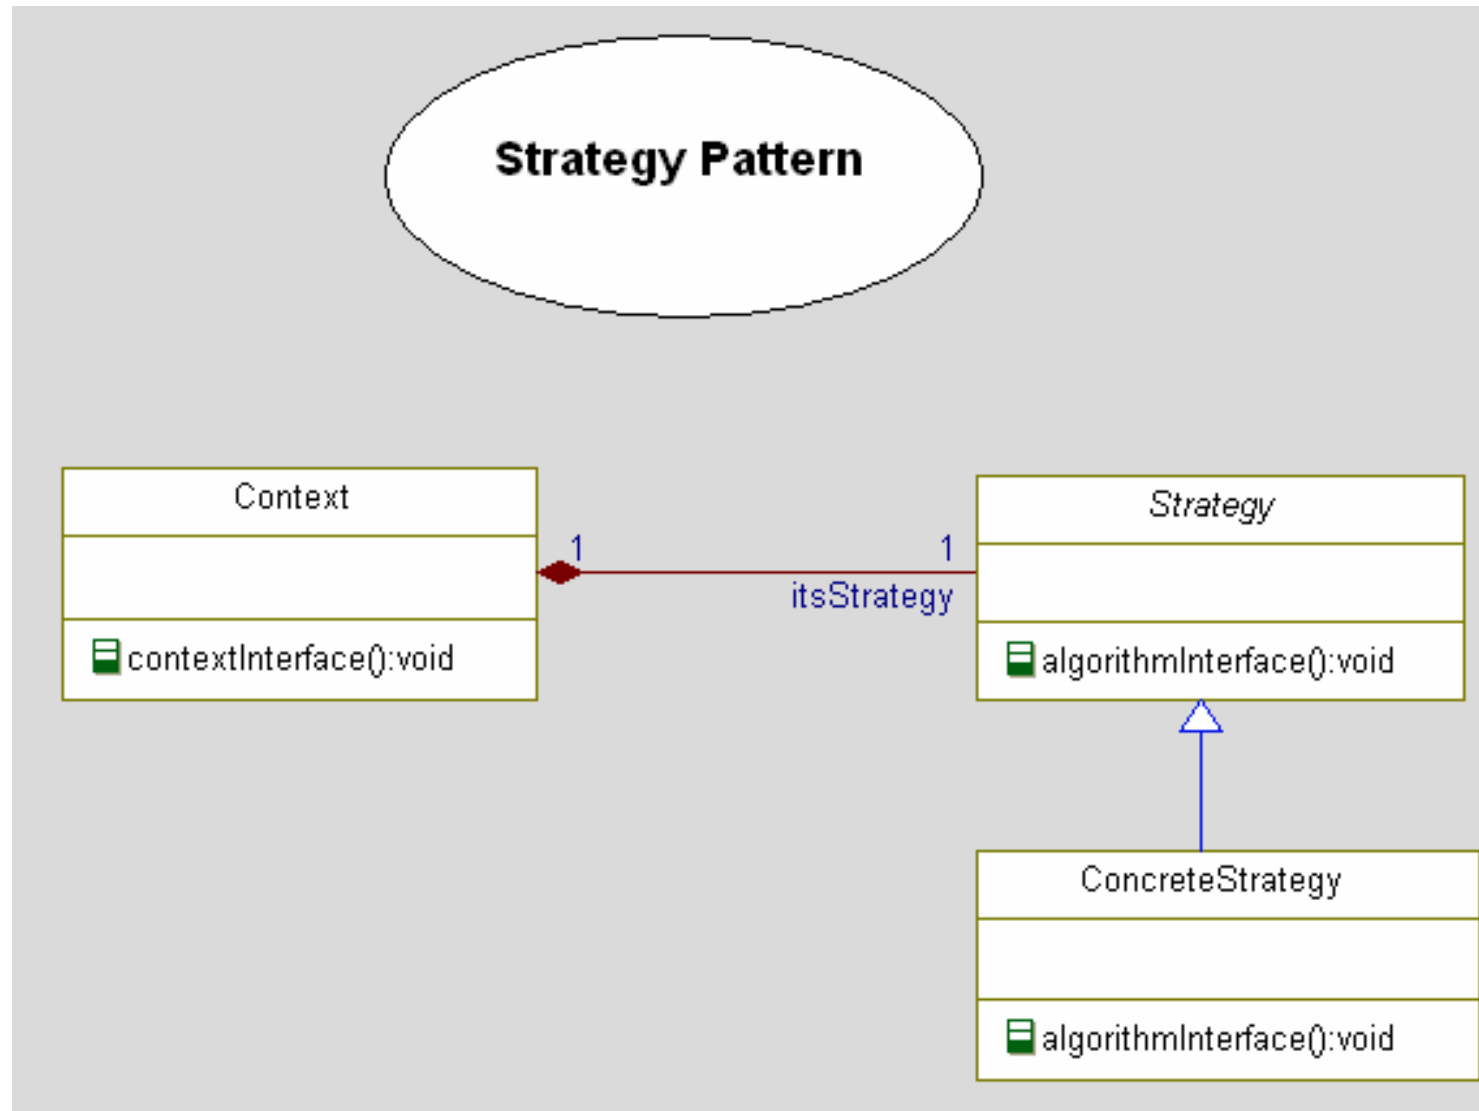 Strategy Pattern
Context
contextInterface():void
1
1
itsStrategy
Strategy
algorithmInterface():void
ConcreteStrategy
algorithmInterface():void